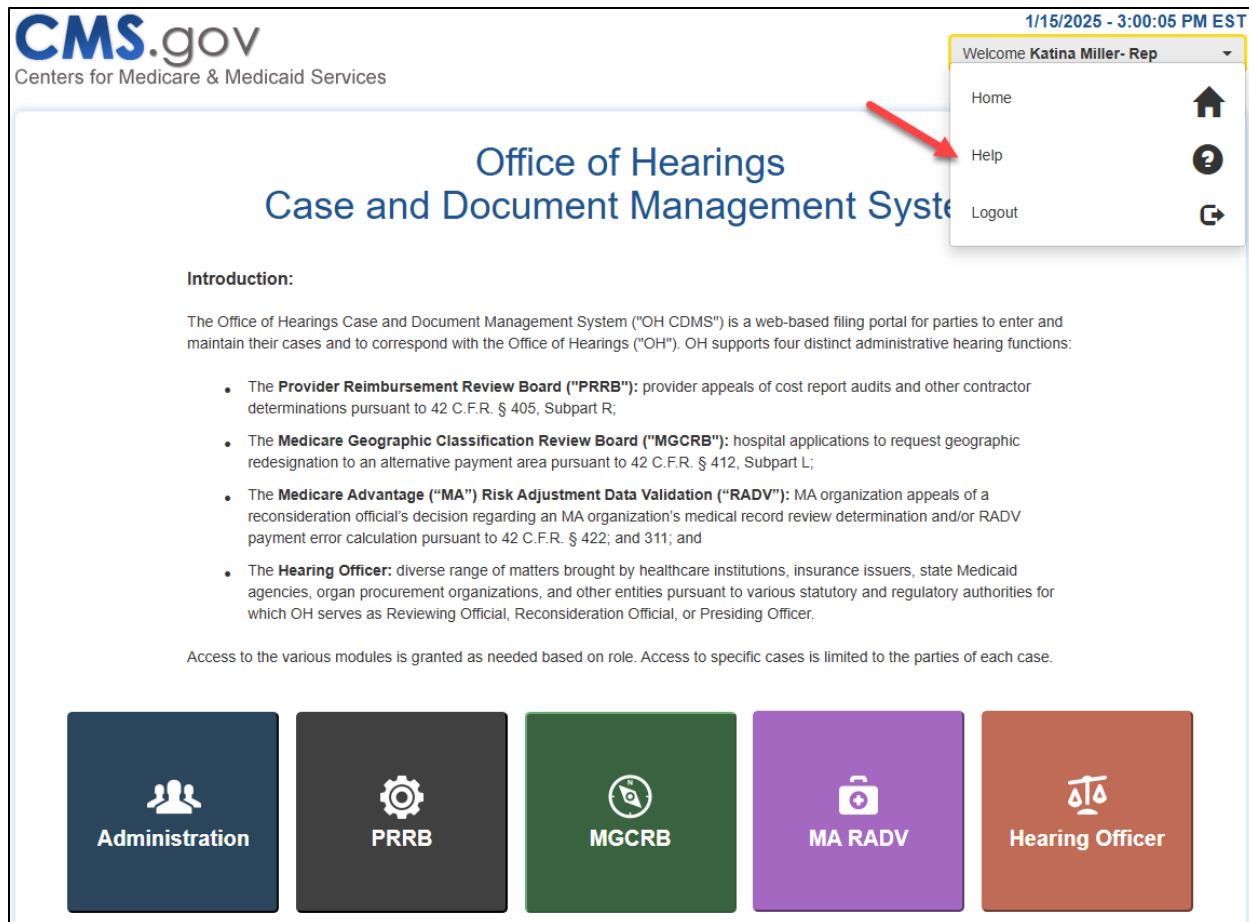 CMS.gov
Centers for Medicare & Medicaid Services
1/15/2025 - 3:00:05 PM EST
Welcome Katina Miller- Rep
Home
Help
?
Logout
Office of Hearings
Case and Document Management Syst
Introduction:
The Office of Hearings Case and Document Management System ("OH CDMS") is a web-based filing portal for parties to enter and
maintain their cases and to correspond with the Office of Hearings ("OH"). OH supports four distinct administrative hearing functions:
• The Provider Reimbursement Review Board ("PRRB"): provider appeals of cost report audits and other contractor
determinations pursuant to 42 C.F.R. § 405, Subpart R;
• The Medicare Geographic Classification Review Board ("MGCRB"): hospital applications to request geographic
redesignation to an alternative payment area pursuant to 42 C.F.R. § 412, Subpart L;
• The Medicare Advantage (“MA”) Risk Adjustment Data Validation (“RADV”): MA organization appeals of a
reconsideration official’s decision regarding an MA organization’s medical record review determination and/or RADV
payment error calculation pursuant to 42 C.F.R. § 422; and 311; and
• The Hearing Officer: diverse range of matters brought by healthcare institutions, insurance issuers, state Medicaid
agencies, organ procurement organizations, and other entities pursuant to various statutory and regulatory authorities for
which OH serves as Reviewing Official, Reconsideration Official, or Presiding Officer.
Access to the various modules is granted as needed based on role. Access to specific cases is limited to the parties of each case.
Administration
PRRB
N
MGCRB
MA RADV
Hearing Officer